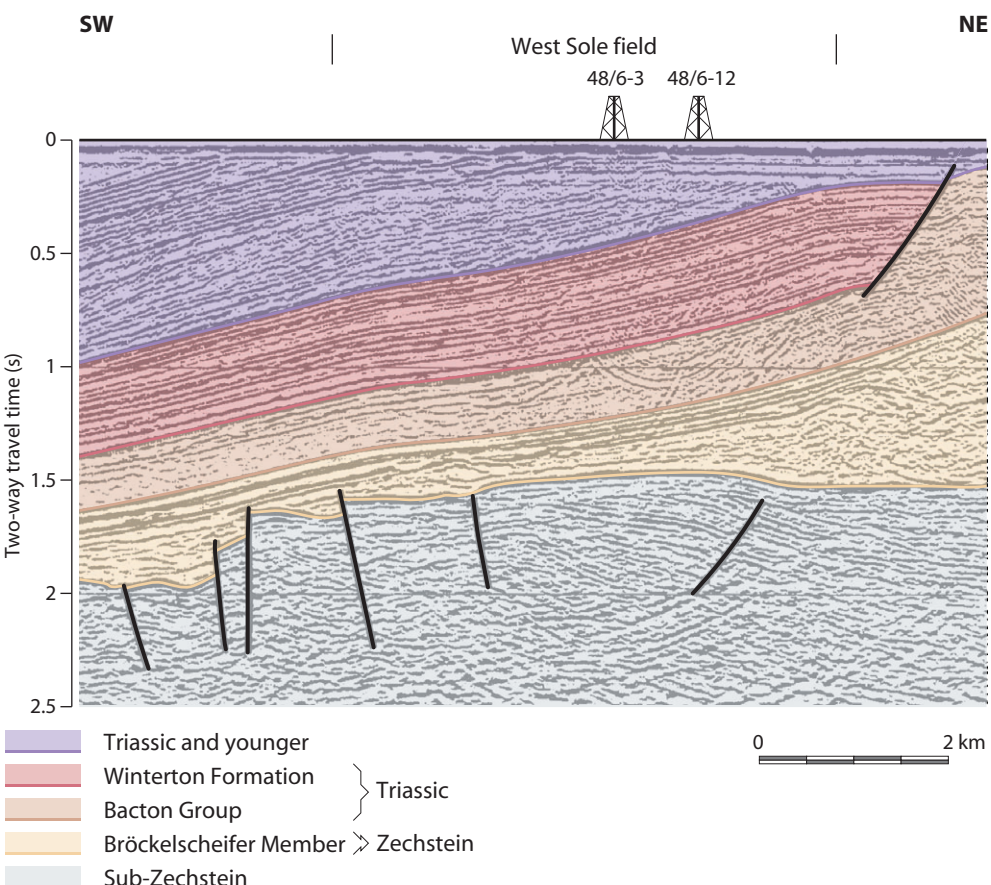 SW
NE
West Sole field
48/6-3 48/6-12
0
0.5
1
1.5
2
2.5
Two-way travel time (s)
Triassic and younger
Winterton Formation
Bacton Group
Triassic
Bröckelscheifer Member
Zechstein
Sub-Zechstein
0 2 km